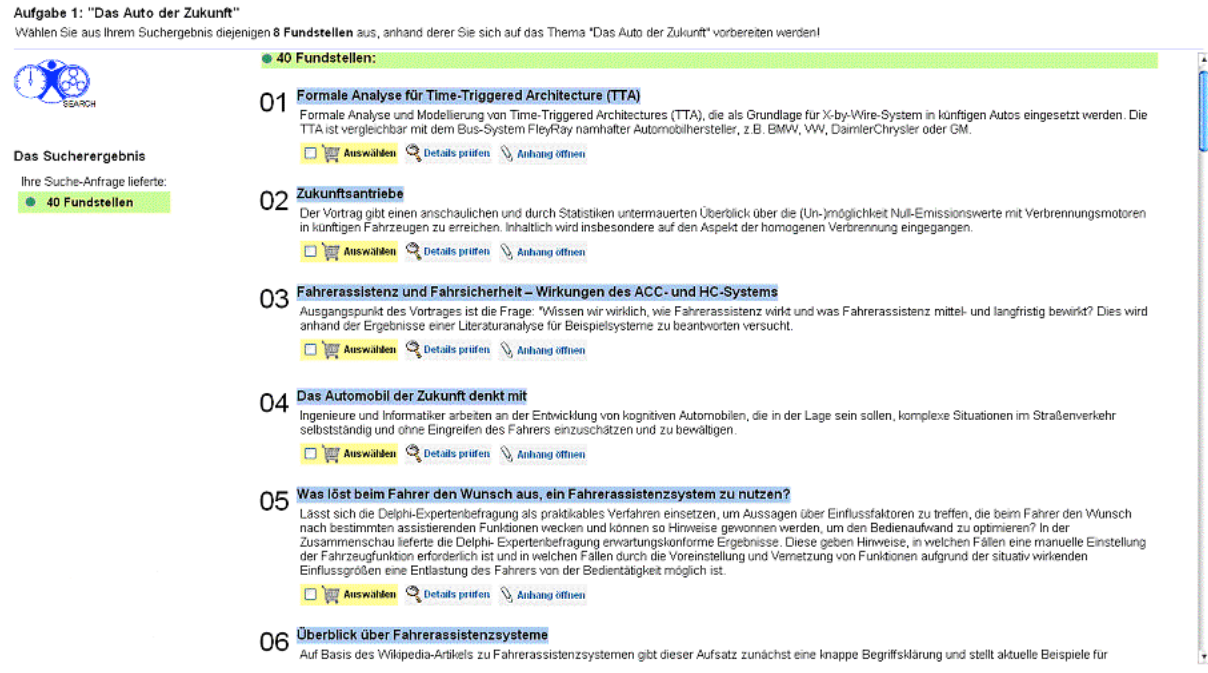 Aufgabe 1: "Das Auto der Zukunft"
Wählen Sie aus Ihrem Suchergebnis diejenigen 8 Fundstellen aus, anhand derer Sie sich auf das Thema "Das Auto der Zukunft" vorbereiten werden!
40 Fundstellen:
SEARCH
Das Sucherergebnis
Ihre Suche-Anfrage lieferte:
40 Fundstellen
01 Formale Analyse für Time-Triggered Architecture (TTA)
Formale Analyse und Modellierung von Time-Triggered Architectures (TTA), die als Grundlage für X-by-Wire-System in künftigen Autos eingesetzt werden. Die
TTA ist vergleichbar mit dem Bus-System FleyRay namhafter Automobilhersteller, z.B. BMW, VW, DaimlerChrysler oder GM.
Auswählen Details prüfen Anhang öffnen
02 Zukunftsantriebe
Der Vortrag gibt einen anschaulichen und durch Statistiken untermauerten Überblick über die (Un-)möglichkeit Null-Emissionswerte mit Verbrennungsmotoren
in künftigen Fahrzeugen zu erreichen. Inhaltlich wird insbesondere auf den Aspekt der homogenen Verbrennung eingegangen.
Auswählen Details prüfen Anhang öffnen
03 Fahrerassistenz und Fahrsicherheit – Wirkungen des ACC- und HC-Systems
Ausgangspunkt des Vortrages ist die Frage: "Wissen wir wirklich, wie Fahrerassistenz wirkt und was Fahrerassistenz mittel- und langfristig bewirkt? Dies wird
anhand der Ergebnisse einer Literaturanalyse für Beispielsysteme zu beantworten versucht.
Auswählen Details prüfen Anhang öffnen
04 Das Automobil der Zukunft denkt mit
Ingenieure und Informatiker arbeiten an der Entwicklung von kognitiven Automobilen, die in der Lage sein sollen, komplexe Situationen im Straßenverkehr
selbstständig und ohne Eingreifen des Fahrers einzuschätzen und zu bewältigen.
Auswählen Details prüfen Anhang öffnen
05 Was löst beim Fahrer den Wunsch aus, ein Fahrerassistenzsystem zu nutzen?
Lässt sich die Delphi-Expertenbefragung als praktikables Verfahren einsetzen, um Aussagen über Einflussfaktoren zu treffen, die beim Fahrer den Wunsch
nach bestimmten assistierenden Funktionen wecken und können so Hinweise gewonnen werden, um den Bedienaufwand zu optimieren? In der
Zusammenschau lieferte die Delphi- Expertenbefragung erwartungskonforme Ergebnisse. Diese geben Hinweise, in welchen Fällen eine manuelle Einstellung
der Fahrzeugfunktion erforderlich ist und in welchen Fällen durch die Voreinstellung und Vernetzung von Funktionen aufgrund der situativ wirkenden
Einflussgrößen eine Entlastung des Fahrers von der Bedientätigkeit möglich ist.
Auswählen Details prüfen Anhang öffnen
06 Überblick über Fahrerassistenzsysteme
Auf Basis des Wikipedia-Artikels zu Fahrerassistenzsystemen gibt dieser Aufsatz zunächst eine knappe Begriffsklärung und stellt aktuelle Beispiele für